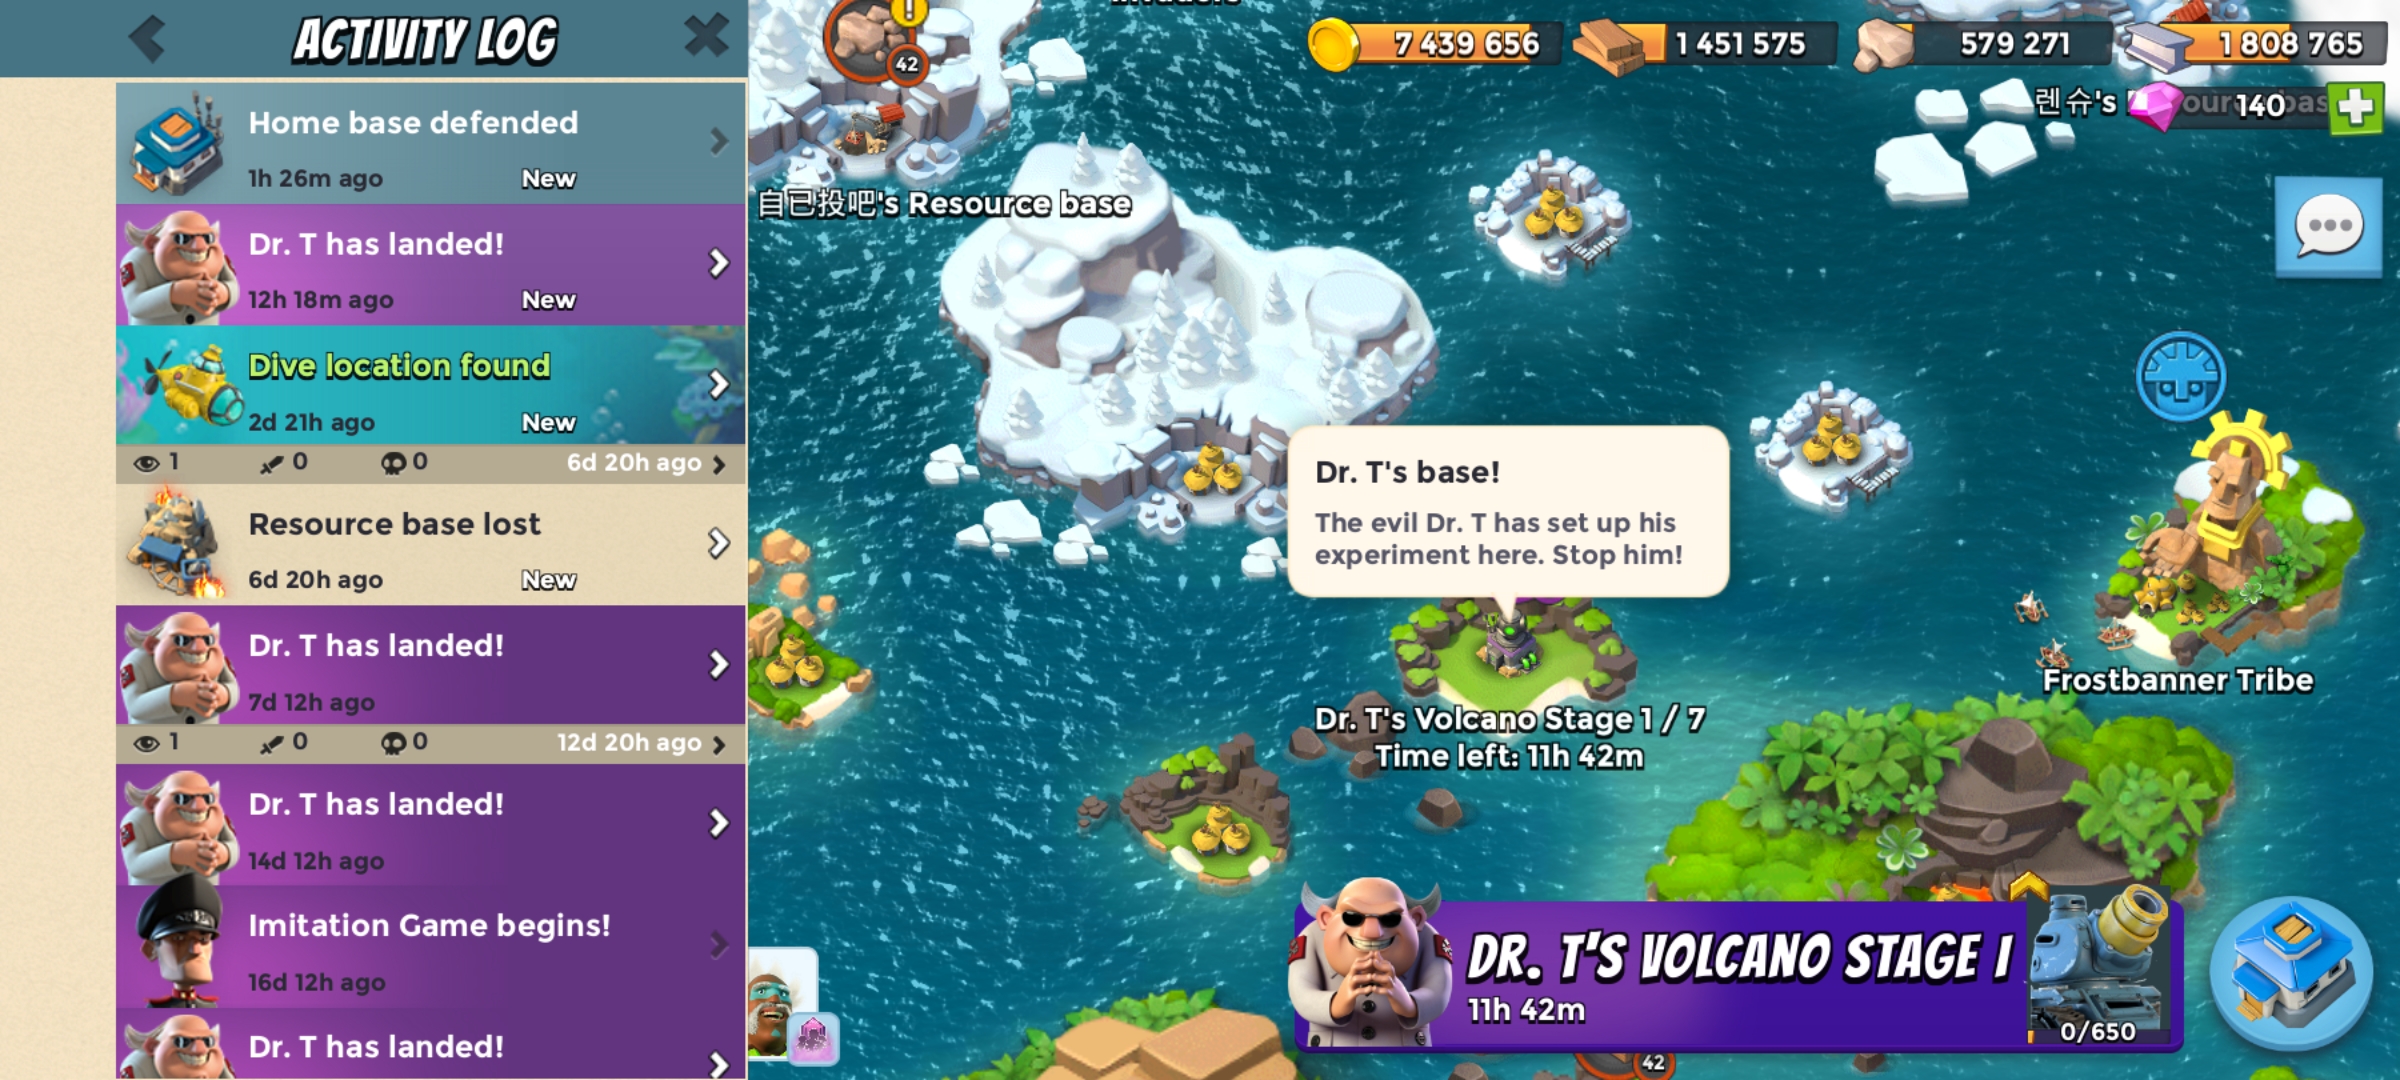 ACTIVITY LOG
Home base defended
1h 26m ago
New
Dr. T has landed!
12h 18m ago
New
Dive location found
2d 21h ago
New
1
0
0
6d 20h ago
Resource base lost
6d 20h ago
New
Dr. T has landed!
7d 12h ago
1
0
0
12d 20h ago
Dr. T has landed!
14d 12h ago
Imitation Game begins!
16d 12h ago
Dr. T has landed!
42
7 439 656
1 451 575
579 271
1 808 765
렌슈's
140
自已投吧's Resource base
Dr. T's base!
The evil Dr. T has set up his
experiment here. Stop him!
Dr. T's Volcano Stage 1 / 7
Time left: 11h 42m
Frostbanner Tribe
DR. T'S VOLCANO STAGE 1
11h 42m
0/650
42